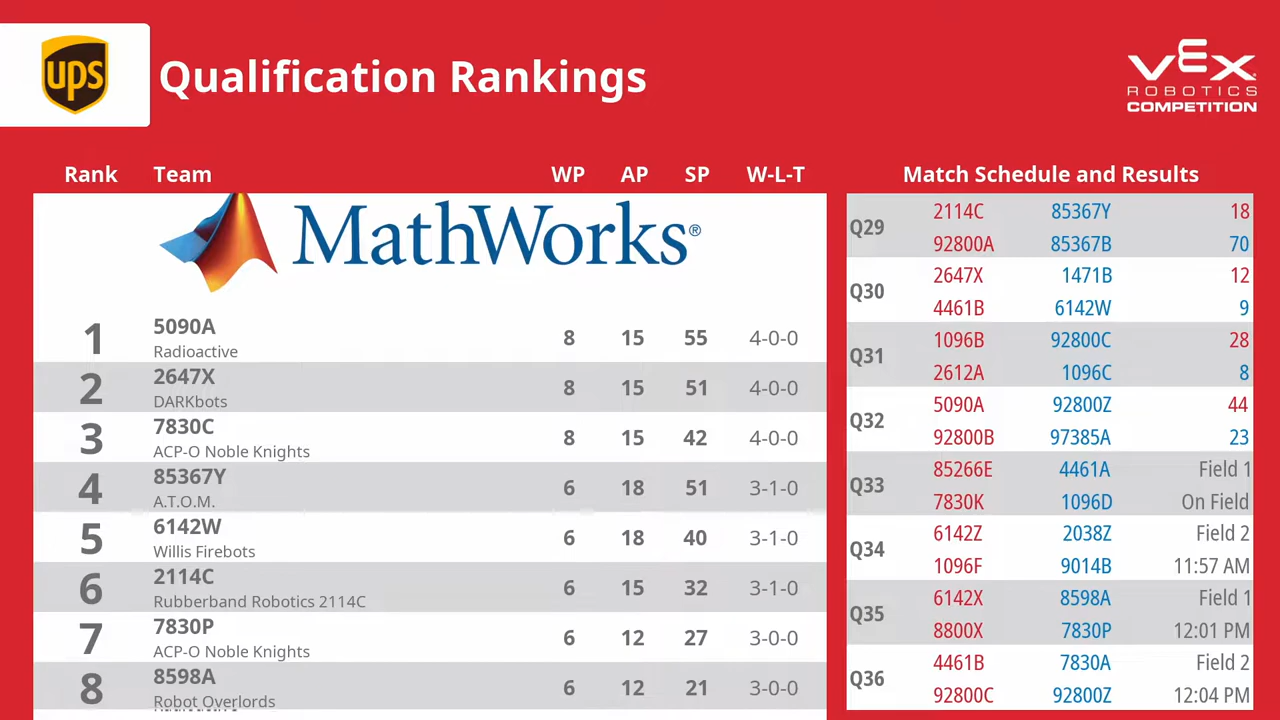 ups
Qualification Rankings
VEX
ROBOTICS
COMPETITION
Rank Team WP AP SP W-L-T
MathWorks®
1 5090A Radioactive 8 15 55 4-0-0
2 2647X DARKbots 8 15 51 4-0-0
3 7830C ACP-O Noble Knights 8 15 42 4-0-0
4 85367Y A.T.O.M. 6 18 51 3-1-0
5 6142W Willis Firebots 6 18 40 3-1-0
6 2114C Rubberband Robotics 2114C 6 15 32 3-1-0
7 7830P ACP-O Noble Knights 6 12 27 3-0-0
8 8598A Robot Overlords 6 12 21 3-0-0
Match Schedule and Results
Q29 2114C 85367Y 18
92800A 85367B 70
Q30 2647X 1471B 12
4461B 6142W 9
Q31 1096B 92800C 28
2612A 1096C 8
Q32 5090A 92800Z 44
92800B 97385A 23
Q33 85266E 4461A Field 1
7830K 1096D On Field
Q34 6142Z 2038Z Field 2
1096F 9014B 11:57 AM
Q35 6142X 8598A Field 1
8800X 7830P 12:01 PM
Q36 4461B 7830A Field 2
92800C 92800Z 12:04 PM